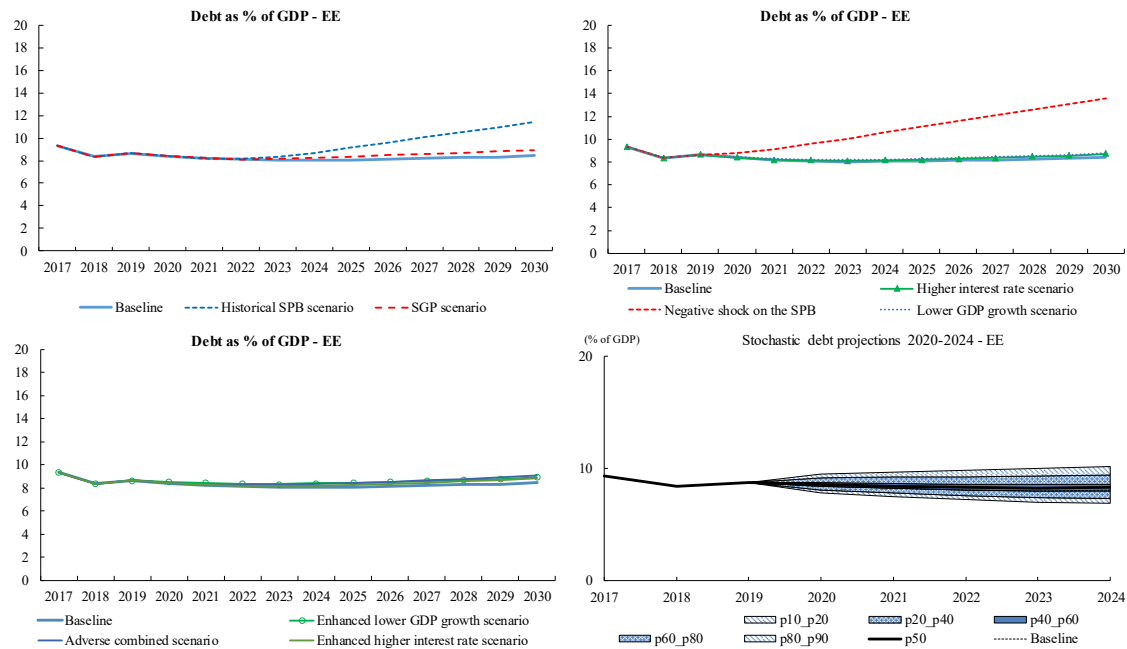 Debt as % of GDP - EE
20
18
16
14
12
10
8
6
4
2
0
2017 2018 2019 2020 2021 2022 2023 2024 2025 2026 2027 2028 2029 2030
Baseline Historical SPB scenario SGP scenario
Debt as % of GDP - EE
20
18
16
14
12
10
8
6
4
2
0
2017 2018 2019 2020 2021 2022 2023 2024 2025 2026 2027 2028 2029 2030
Baseline Higher interest rate scenario
Negative shock on the SPB Lower GDP growth scenario
Debt as % of GDP - EE
20
18
16
14
12
10
8
6
4
2
0
2017 2018 2019 2020 2021 2022 2023 2024 2025 2026 2027 2028 2029 2030
Baseline Enhanced lower GDP growth scenario
Adverse combined scenario Enhanced higher interest rate scenario
(% of GDP) Stochastic debt projections 2020-2024 - EE
20
10
0
2017 2018 2019 2020 2021 2022 2023 2024
p10_p20 p20_p40 p40_p60
p60_p80 p80_p90 p50 Baseline